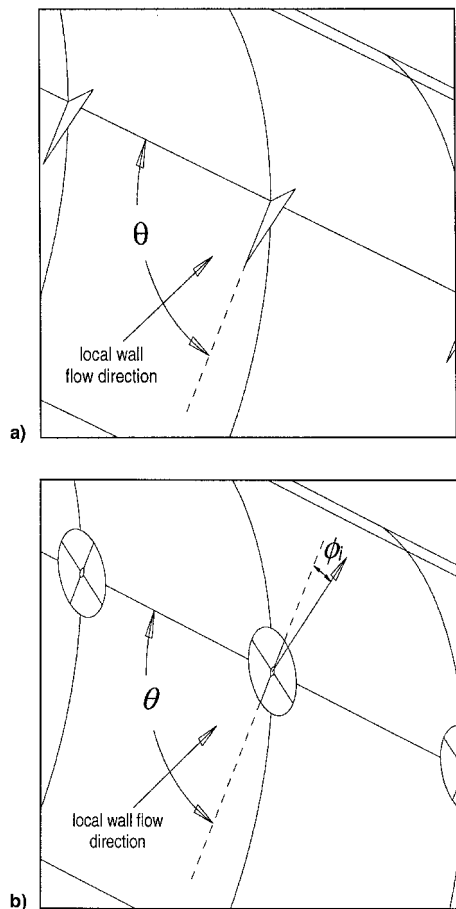 θ
local wall
flow direction
a)
ϕi
θ
local wall flow
direction
b)